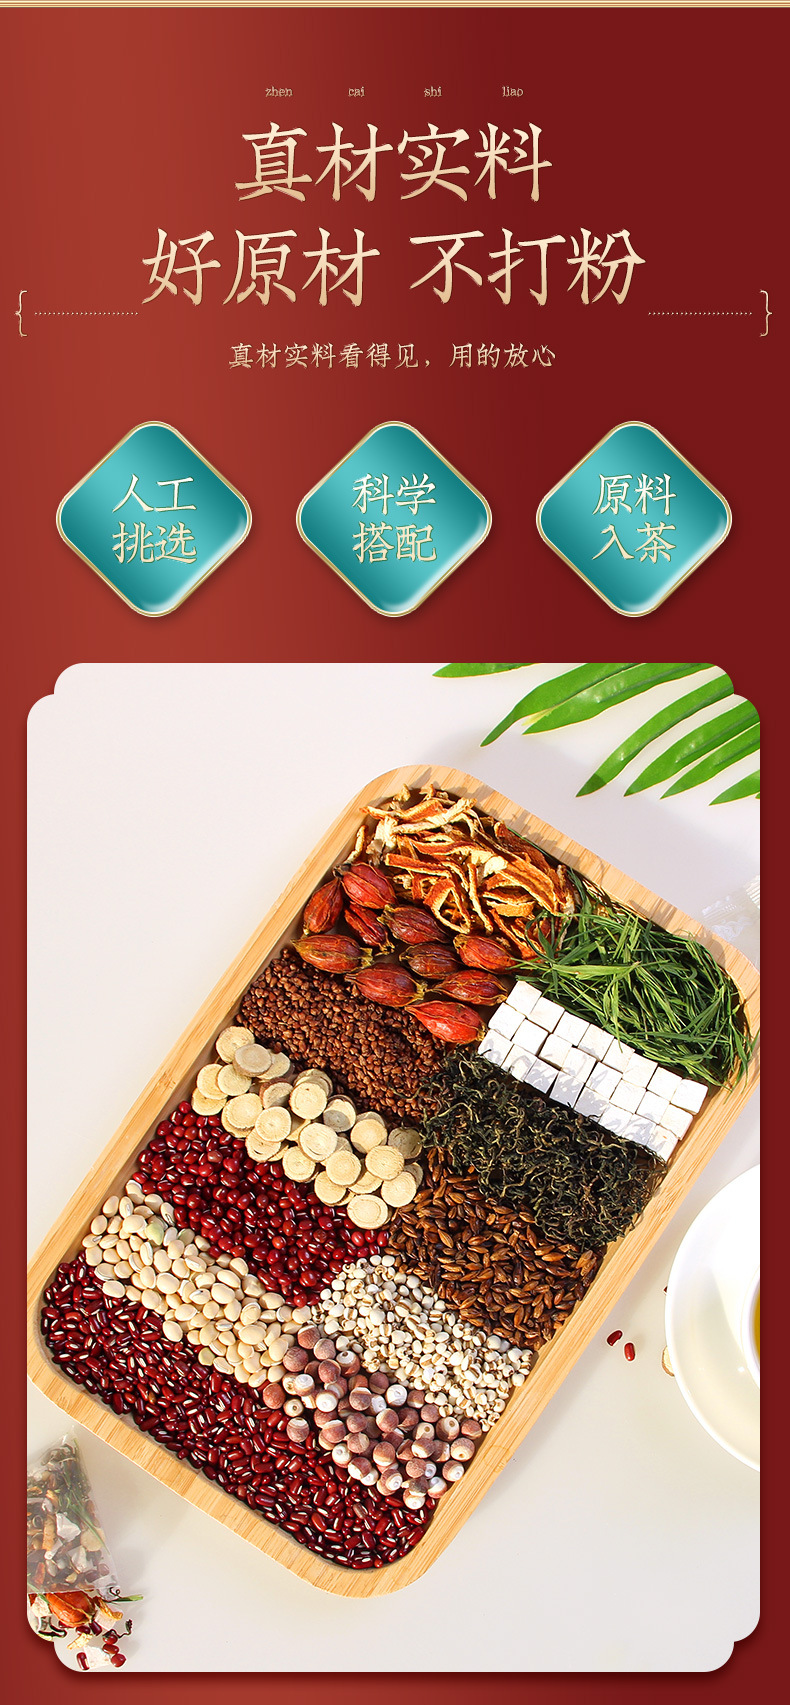 zhen cai shi liao
真材实料
好原材 不打粉
真材实料看得见，用的放心
人工
挑选
科学
搭配
原料
入茶